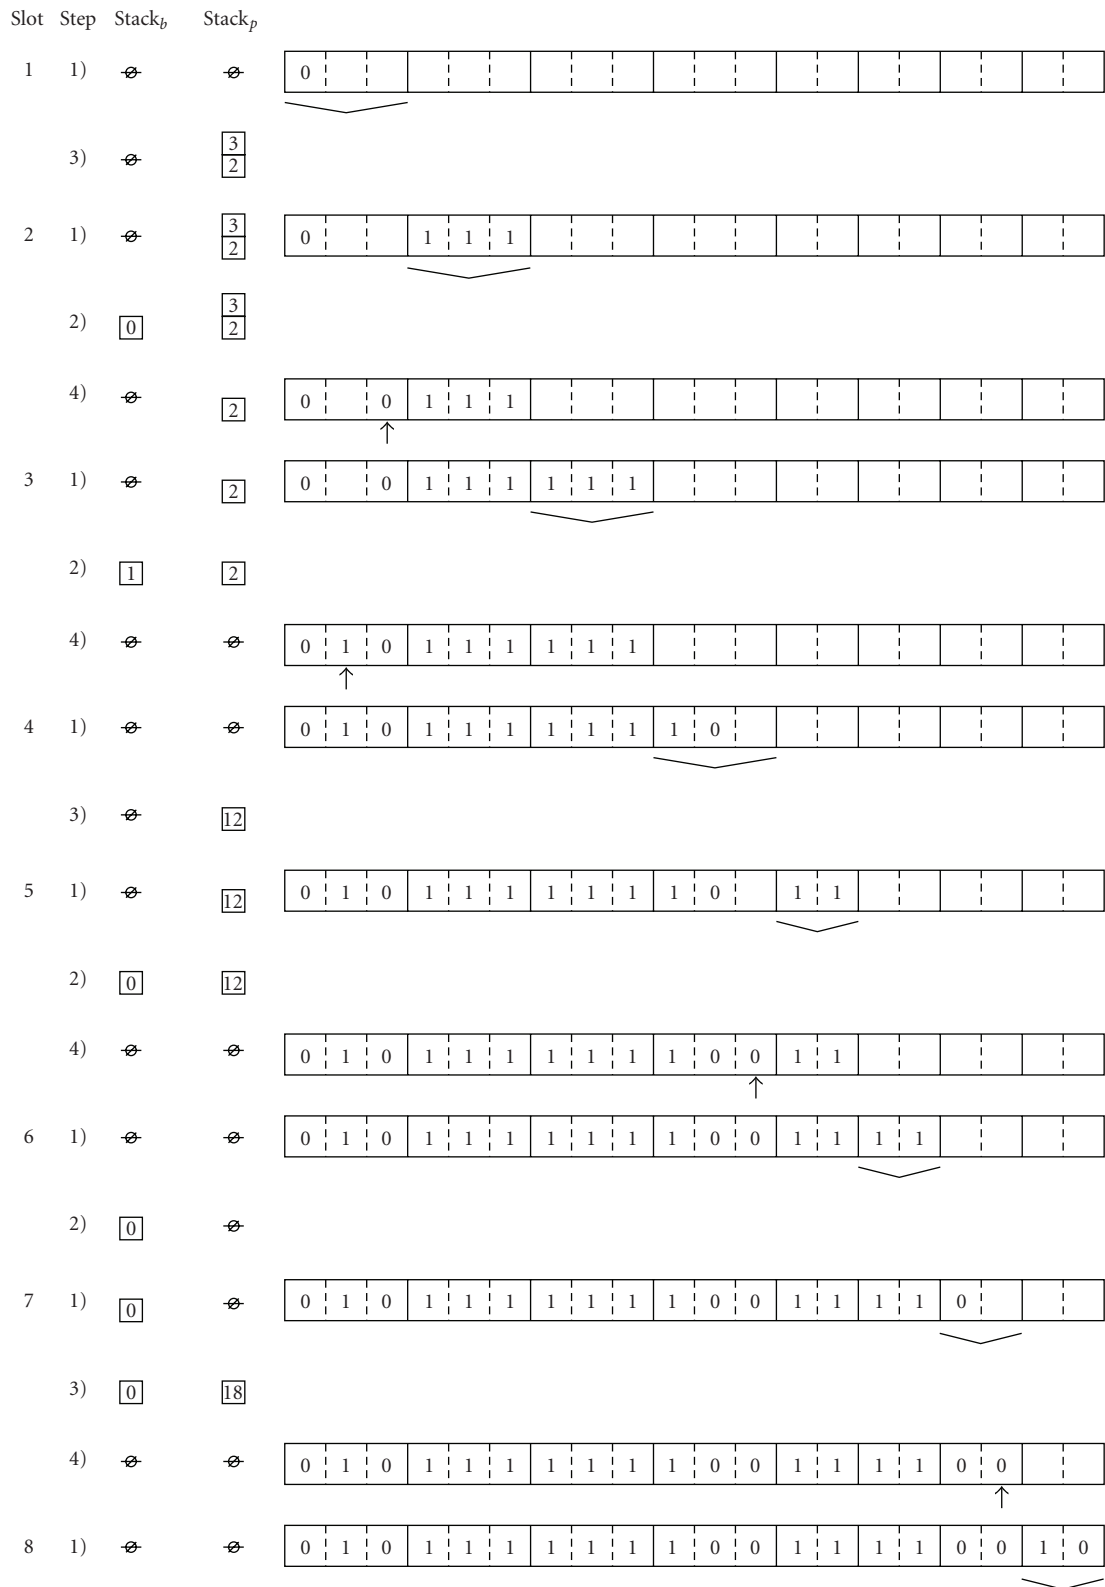 Slot Step Stack_b Stack_p
1 1) ∅ ∅ 0
3) ∅ 3
2
2 1) ∅ 3 0 1 1 1
2
2) 0 3
2
4) ∅ 2 0 0 1 1 1
3 1) ∅ 2 0 0 1 1 1 1 1 1
2) 1 2
4) ∅ ∅ 0 1 0 1 1 1 1 1 1
4 1) ∅ ∅ 0 1 0 1 1 1 1 1 1 1 0
3) ∅ 12
5 1) ∅ 12 0 1 0 1 1 1 1 1 1 1 0 1 1
2) 0 12
4) ∅ ∅ 0 1 0 1 1 1 1 1 1 1 0 0 1 1
6 1) ∅ ∅ 0 1 0 1 1 1 1 1 1 1 0 0 1 1 1 1
2) 0 ∅
7 1) 0 ∅ 0 1 0 1 1 1 1 1 1 1 0 0 1 1 1 1 0
3) 0 18
4) ∅ ∅ 0 1 0 1 1 1 1 1 1 1 0 0 1 1 1 1 0 0
8 1) ∅ ∅ 0 1 0 1 1 1 1 1 1 1 0 0 1 1 1 1 0 0 1 0